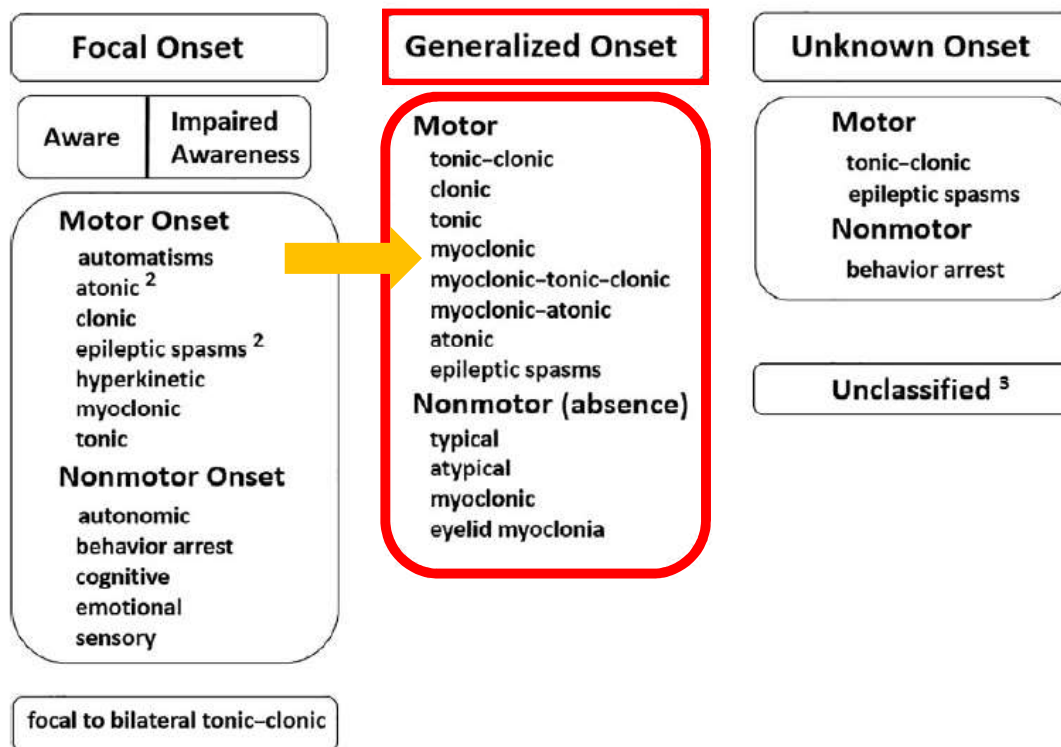 Focal Onset
Aware
Impaired
Awareness
Motor Onset
automatisms
atonic ²
clonic
epileptic spasms ²
hyperkinetic
myoclonic
tonic
Nonmotor Onset
autonomic
behavior arrest
cognitive
emotional
sensory
focal to bilateral tonic–clonic
Generalized Onset
Motor
tonic–clonic
clonic
tonic
myoclonic
myoclonic–tonic–clonic
myoclonic–atonic
atonic
epileptic spasms
Nonmotor (absence)
typical
atypical
myoclonic
eyelid myoclonia
Unknown Onset
Motor
tonic–clonic
epileptic spasms
Nonmotor
behavior arrest
Unclassified ³